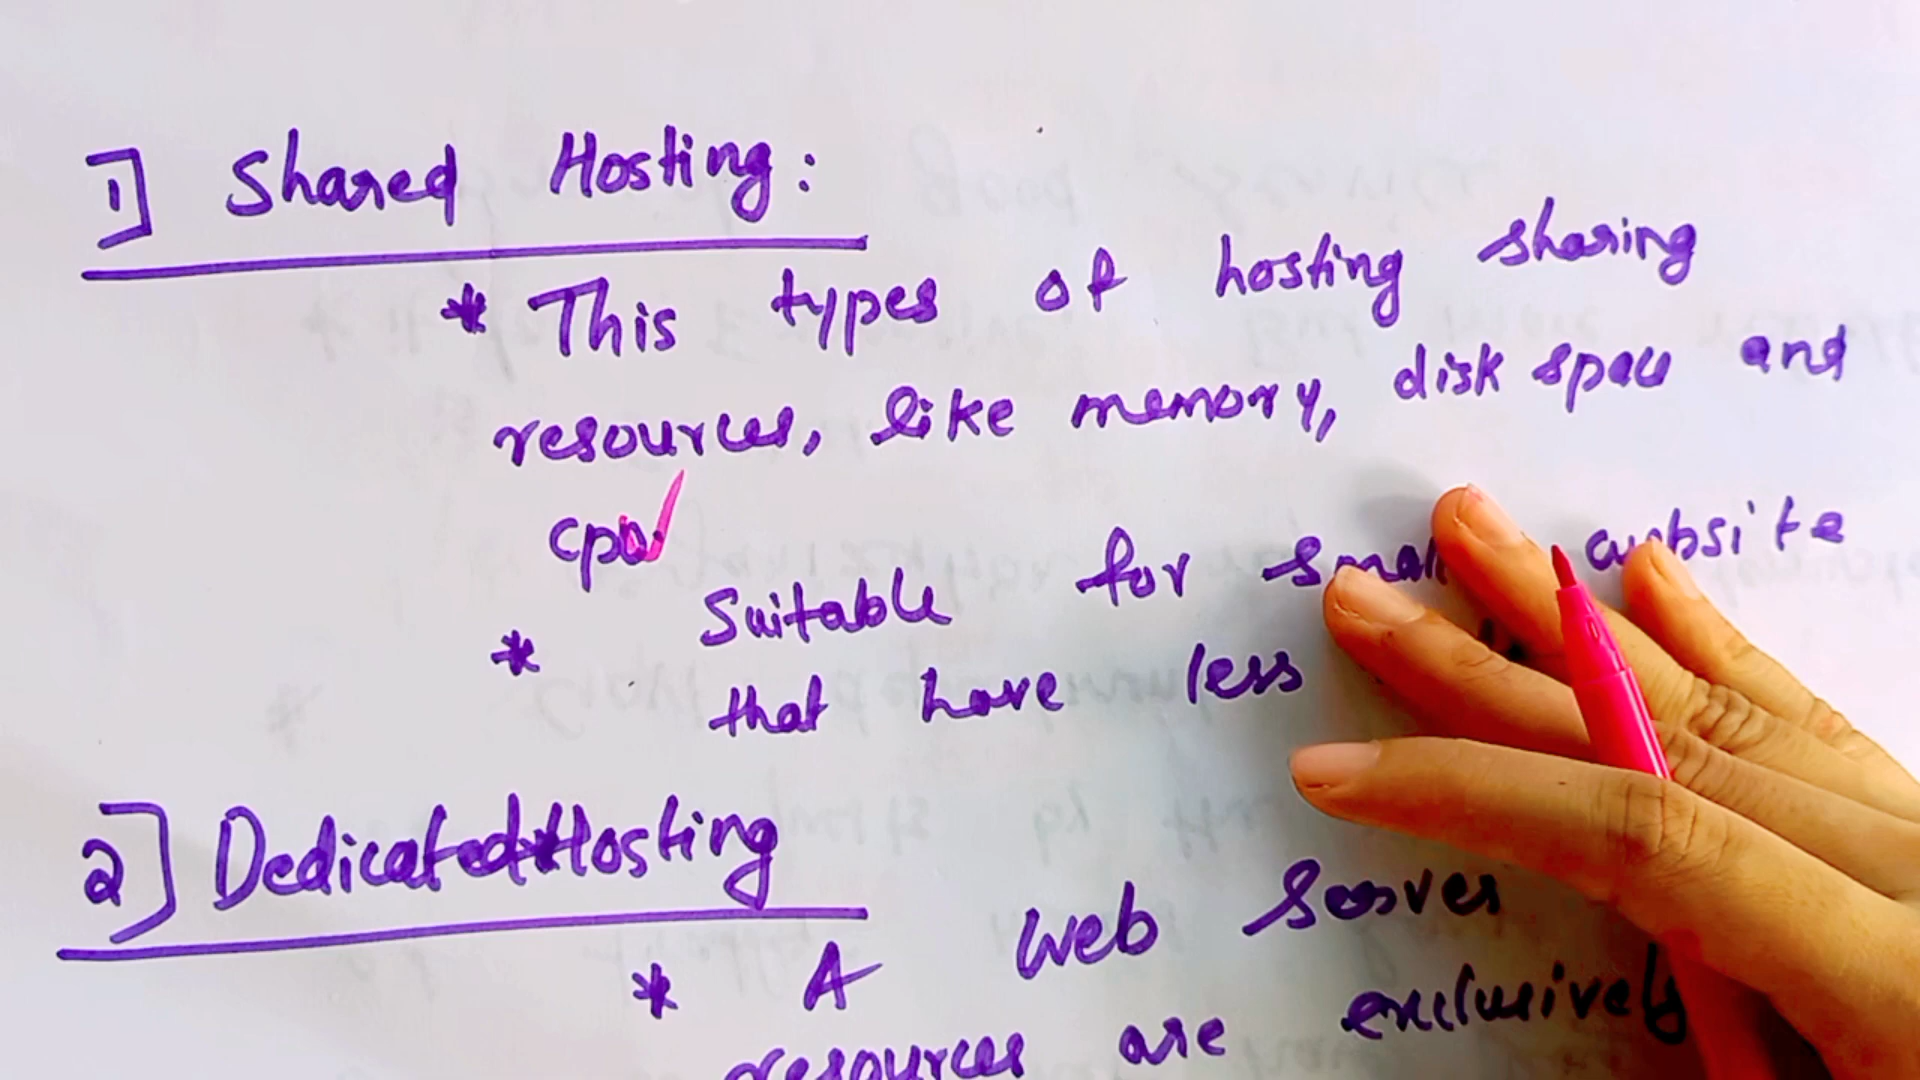 1] Shared Hosting:
* This types of hosting sharing
resources, like memory, disk space and
cpu
* Suitable for small website
that have less
2] Dedicated Hosting
* A web server
resources are exclusively